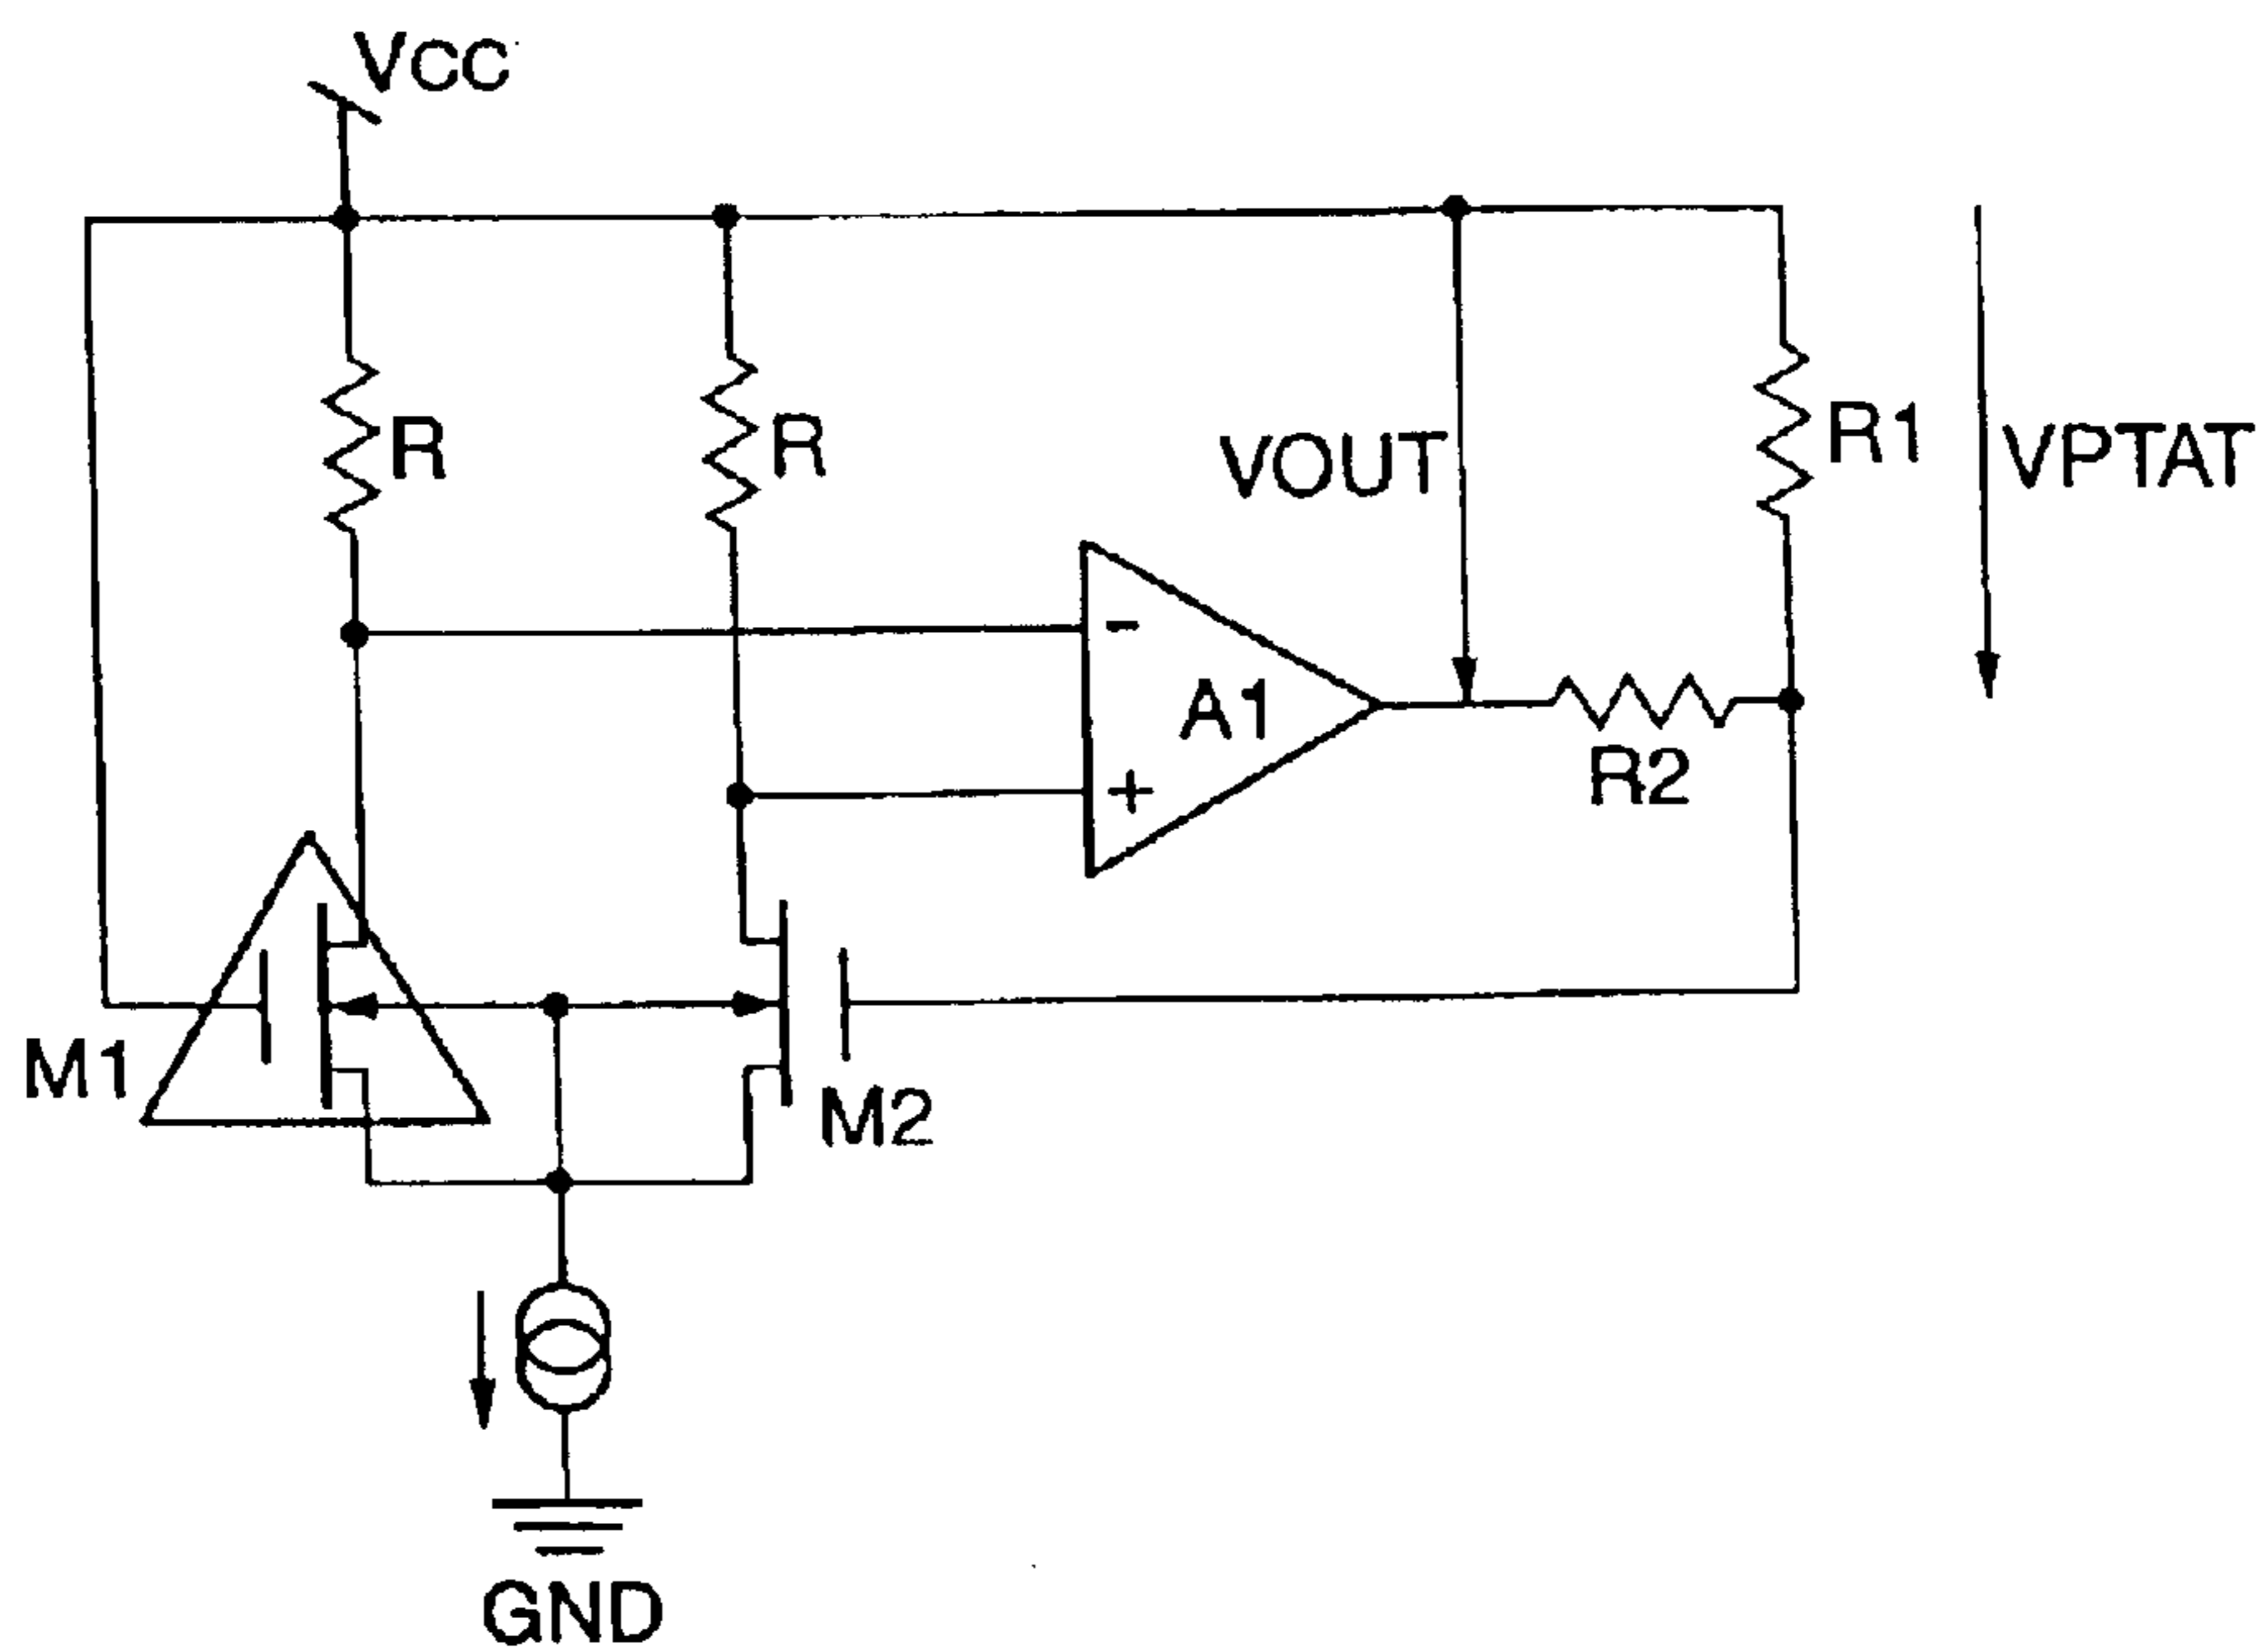 VCC
R
R
VOUT
R1
VPTAT
-
A1
+
R2
M1
M2
GND